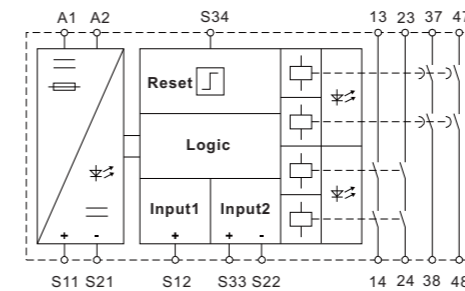 A1 A2 S34 13 23 37 47
Reset
Logic
Input1 Input2
+ - + + -
S11 S21 S12 S33 S22 14 24 38 48